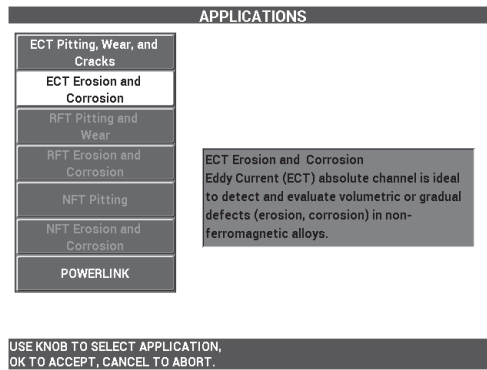 APPLICATIONS
ECT Pitting, Wear, and
Cracks
ECT Erosion and
Corrosion
RFT Pitting and
Wear
RFT Erosion and
Corrosion
NFT Pitting
NFT Erosion and
Corrosion
POWERLINK
ECT Erosion and Corrosion
Eddy Current (ECT) absolute channel is ideal
to detect and evaluate volumetric or gradual
defects (erosion, corrosion) in non-
ferromagnetic alloys.
USE KNOB TO SELECT APPLICATION,
OK TO ACCEPT, CANCEL TO ABORT.